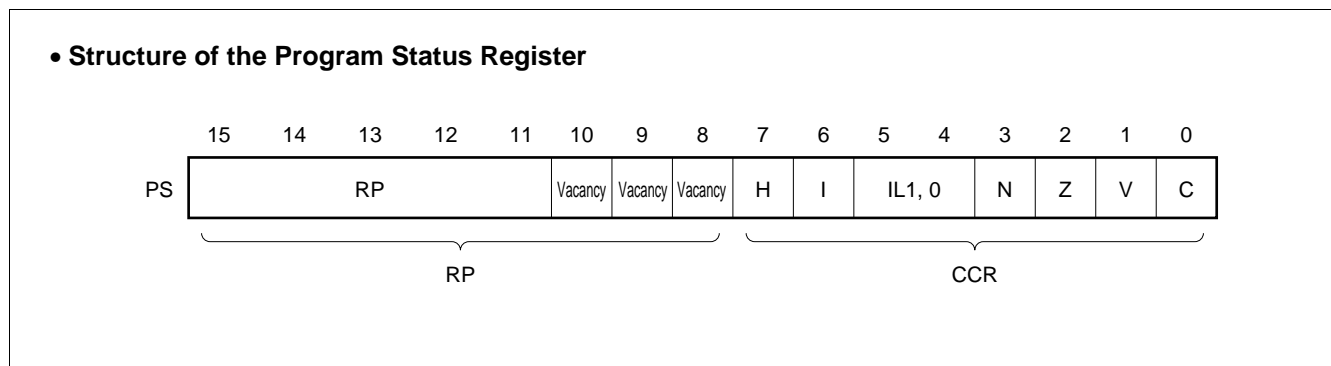 • Structure of the Program Status Register
15 14 13 12 11 10 9 8 7 6 5 4 3 2 1 0
PS RP Vacancy Vacancy Vacancy H I IL1, 0 N Z V C
RP CCR